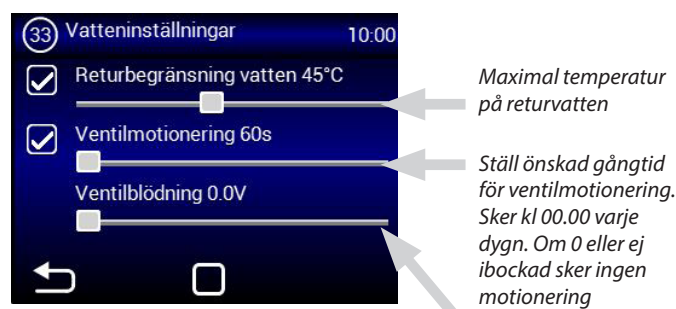 33 Vatteninställningar 10:00
Returbegränsning vatten 45°C
Ventilmotionering 60s
Ventilblödning 0.0V
Maximal temperatur
på returvatten
Ställ önskad gångtid
för ventilmotionering.
Sker kl 00.00 varje
dygn. Om 0 eller ej
ibockad sker ingen
motionering